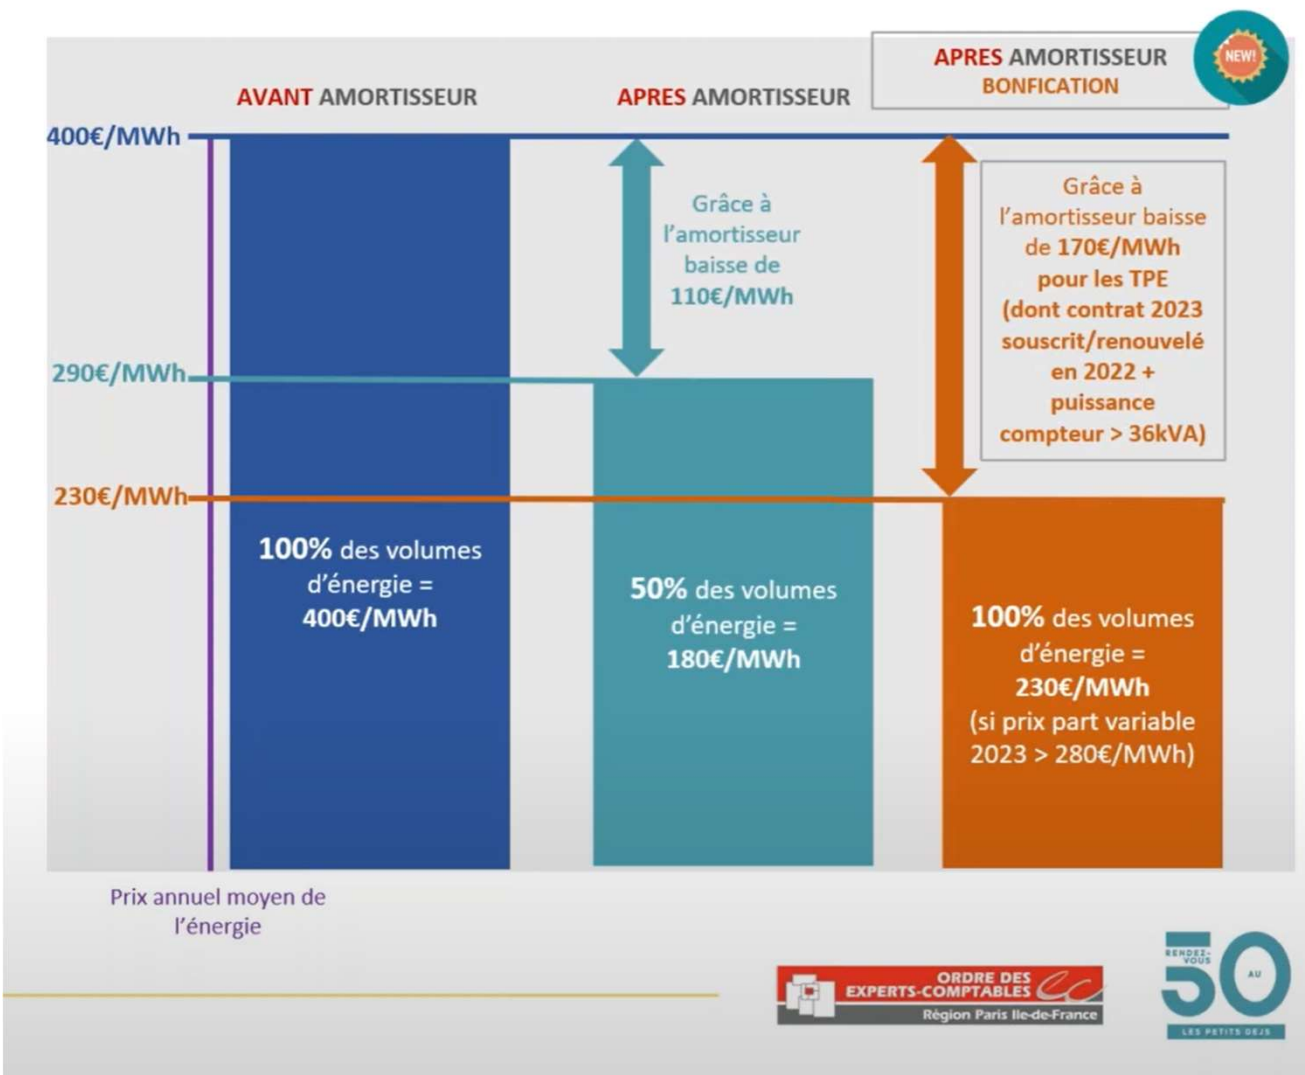 AVANT AMORTISSEUR
APRES AMORTISSEUR
APRES AMORTISSEUR
BONFICATION
NEW!
400€/MWh
290€/MWh
230€/MWh
100% des volumes
d'énergie =
400€/MWh
Grâce à
l'amortisseur
baisse de
110€/MWh
50% des volumes
d'énergie =
180€/MWh
Grâce à
l'amortisseur baisse
de 170€/MWh
pour les TPE
(dont contrat 2023
souscrit/renouvelé
en 2022 +
puissance
compteur > 36kVA)
100% des volumes
d'énergie =
230€/MWh
(si prix part variable
2023 > 280€/MWh)
Prix annuel moyen de
l'énergie
ORDRE DES
EXPERTS-COMPTABLES
Région Paris Ile-de-France
RENDEZ-
VOUS
AU
50
LES PETITS DEJS